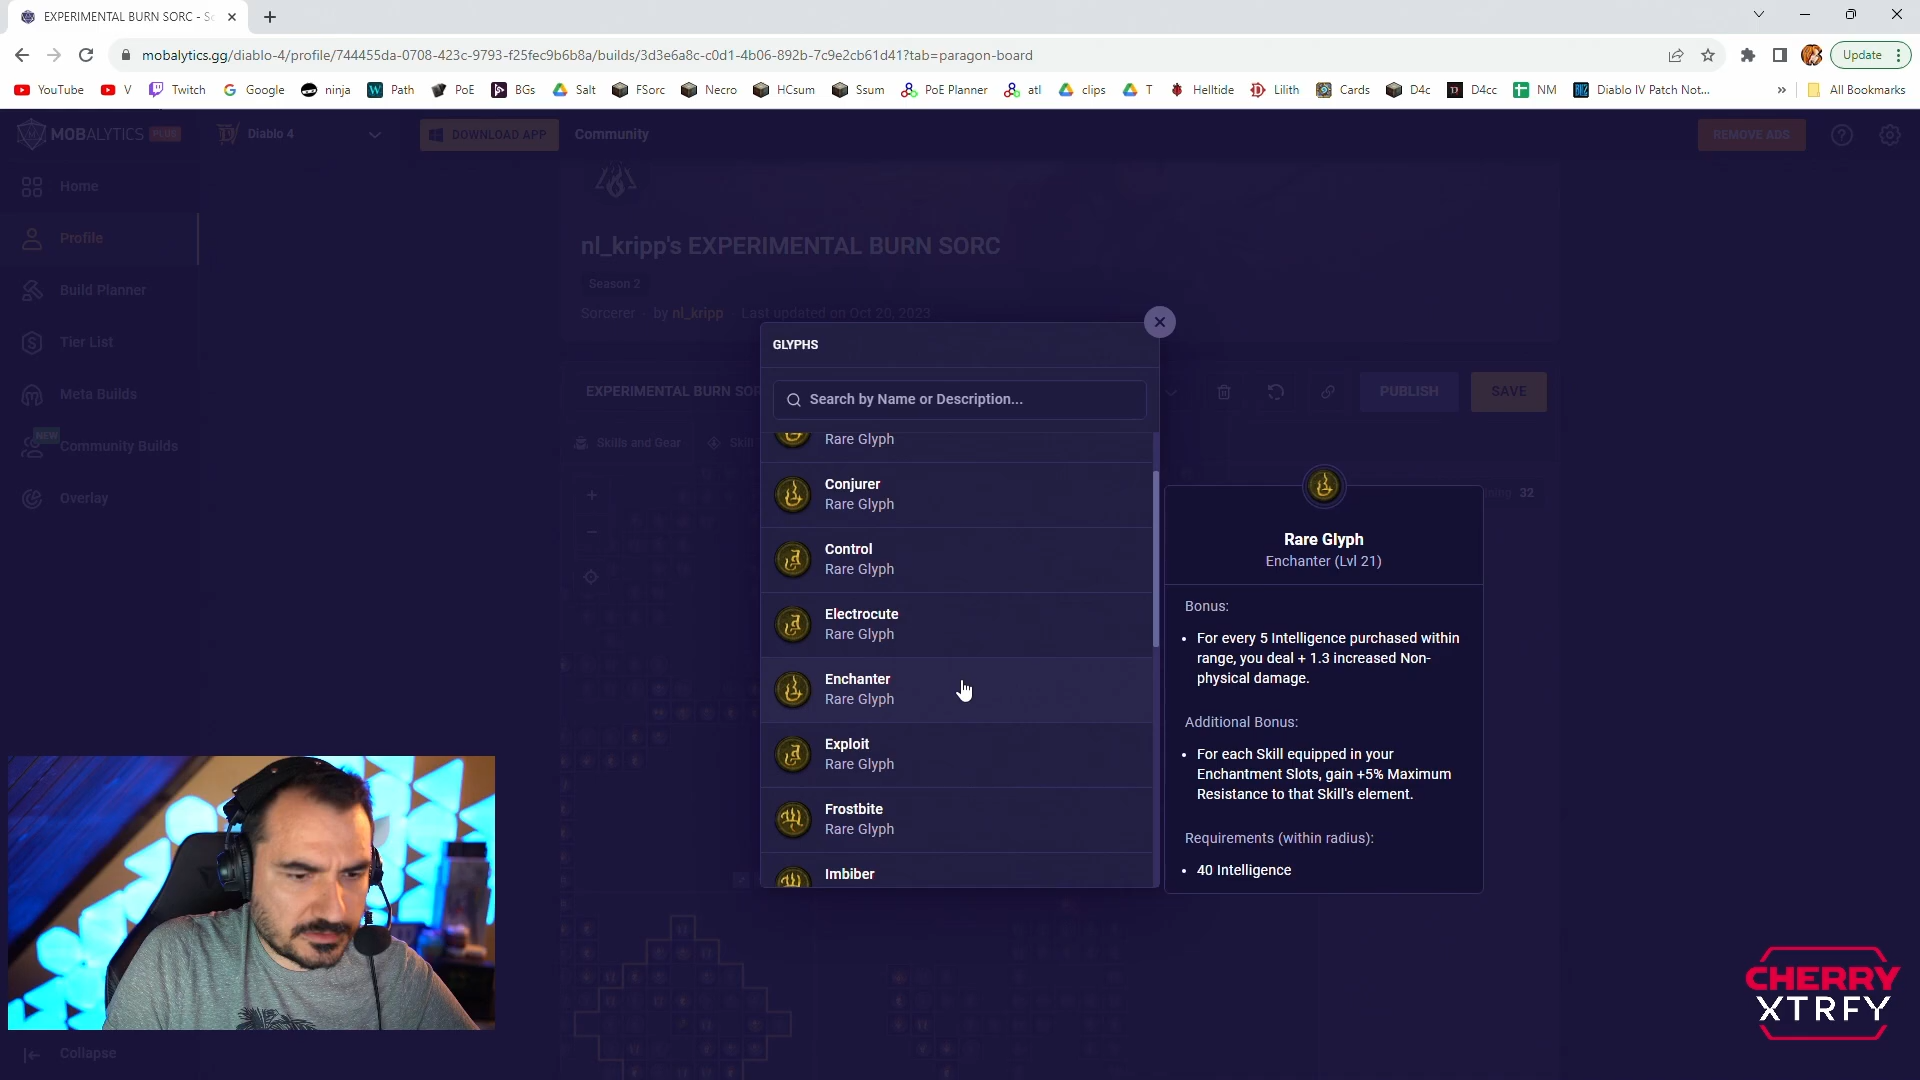 EXPERIMENTAL BURN SORC - So
mobalytics.gg/diablo-4/profile/744455da-0708-423c-9793-f25fec9b6b8a/builds/3d3e6a8c-c0d1-4b06-892b-7c9e2cb61d41?tab=paragon-board
Update
YouTube
V
Twitch
Google
ninja
Path
PoE
BGs
Salt
FSorc
Necro
HCsum
Ssum
PoE Planner
atl
clips
T
Helltide
Lilith
Cards
D4c
D4cc
NM
Diablo IV Patch Not...
»
All Bookmarks
MOBALYTICS PLUS
Diablo 4
DOWNLOAD APP
Community
REMOVE ADS
Home
Profile
Build Planner
Tier List
Meta Builds
NEW
Community Builds
Overlay
Collapse
nl_kripp's EXPERIMENTAL BURN SORC
Season 2
Sorcerer - by nl_kripp Last updated on Oct 20, 2023
EXPERIMENTAL BURN SOR
PUBLISH
SAVE
Skills and Gear
Skill
32
GLYPHS
Search by Name or Description...
Rare Glyph
Conjurer
Rare Glyph
Control
Rare Glyph
Electrocute
Rare Glyph
Enchanter
Rare Glyph
Exploit
Rare Glyph
Frostbite
Rare Glyph
Imbiber
Rare Glyph
Enchanter (Lvl 21)
Bonus:
• For every 5 Intelligence purchased within
range, you deal + 1.3 increased Non-
physical damage.
Additional Bonus:
• For each Skill equipped in your
Enchantment Slots, gain +5% Maximum
Resistance to that Skill's element.
Requirements (within radius):
• 40 Intelligence
CHERRY
XTRFY